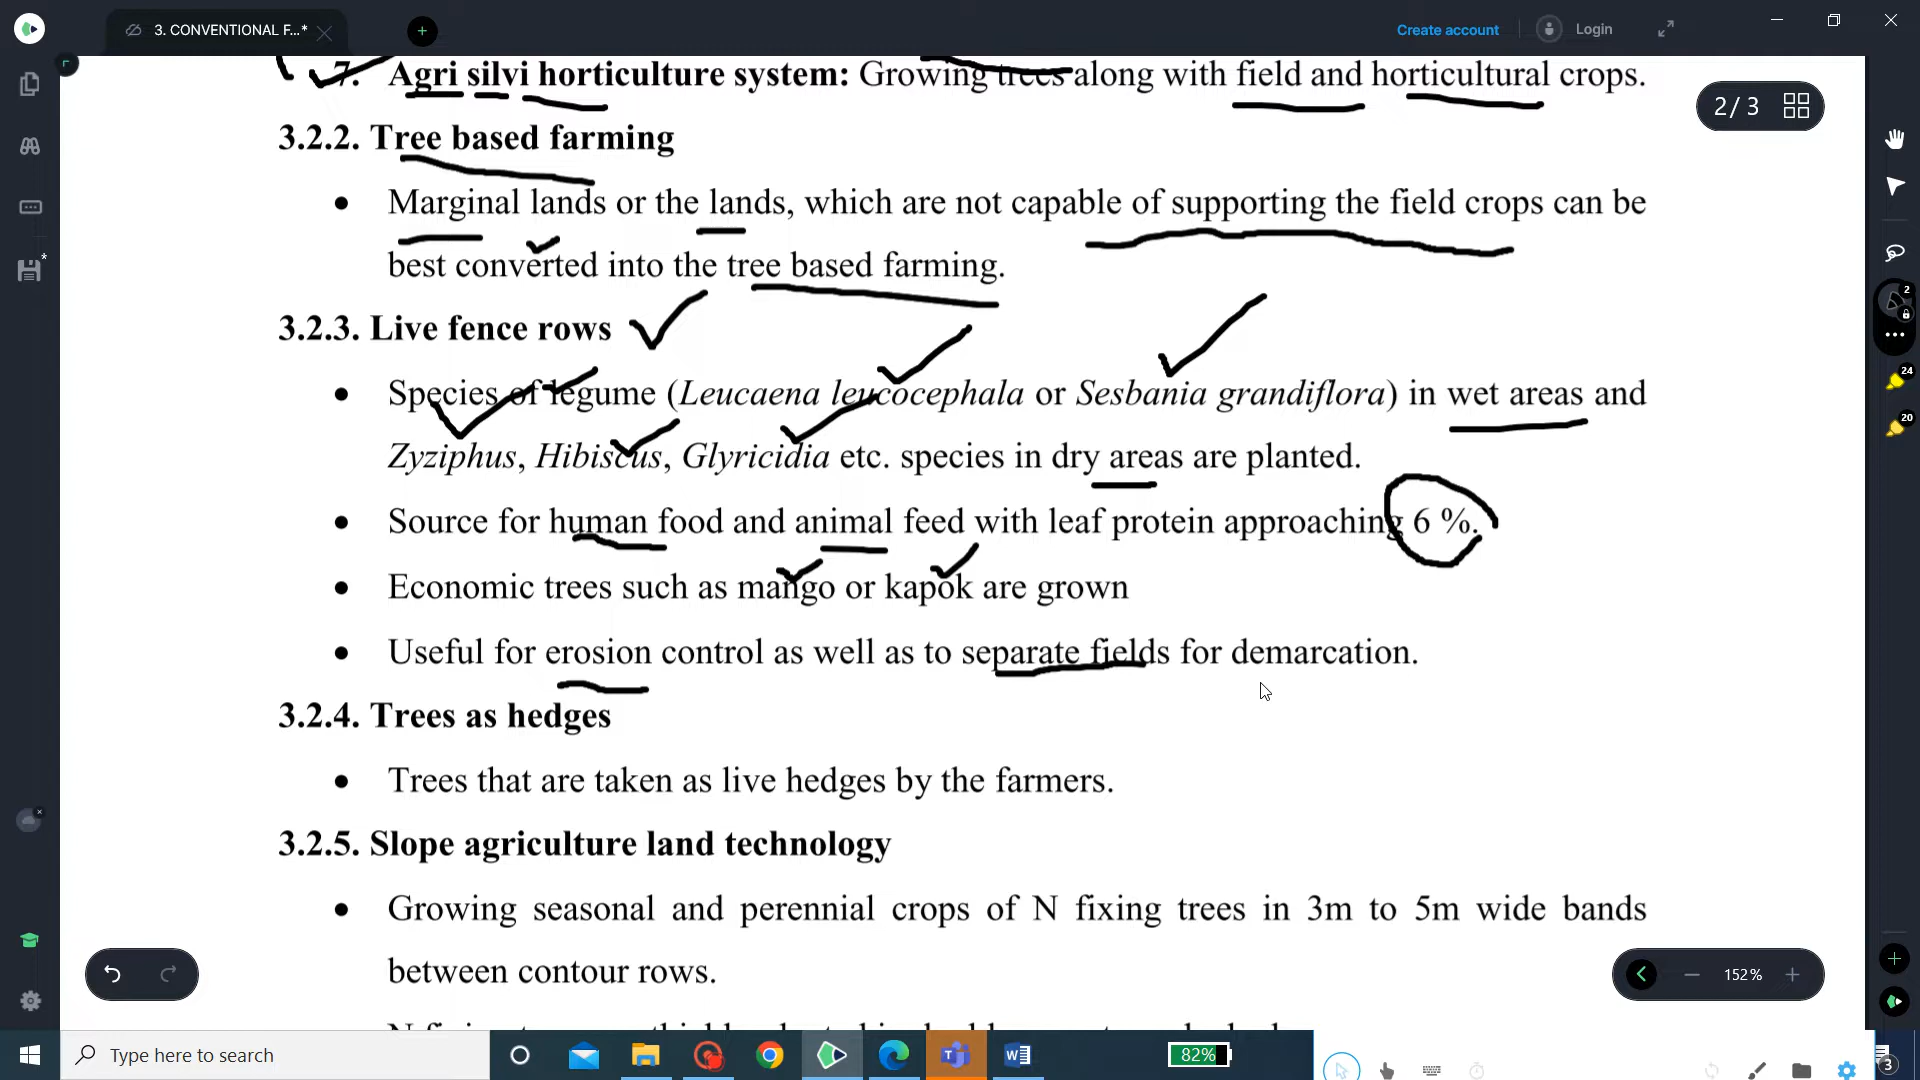 3. CONVENTIONAL F...*
Create account
Login
7. Agri silvi horticulture system: Growing trees along with field and horticultural crops.
2/ 3
3.2.2. Tree based farming
• Marginal lands or the lands, which are not capable of supporting the field crops can be
best converted into the tree based farming.
3.2.3. Live fence rows
• Species of legume (Leucaena leucocephala or Sesbania grandiflora) in wet areas and
Zyziphus, Hibiscus, Glyricidia etc. species in dry areas are planted.
• Source for human food and animal feed with leaf protein approaching 6 %.
• Economic trees such as mango or kapok are grown
• Useful for erosion control as well as to separate fields for demarcation.
3.2.4. Trees as hedges
• Trees that are taken as live hedges by the farmers.
3.2.5. Slope agriculture land technology
• Growing seasonal and perennial crops of N fixing trees in 3m to 5m wide bands
between contour rows.
152%
2
24
20
Type here to search
82%
3